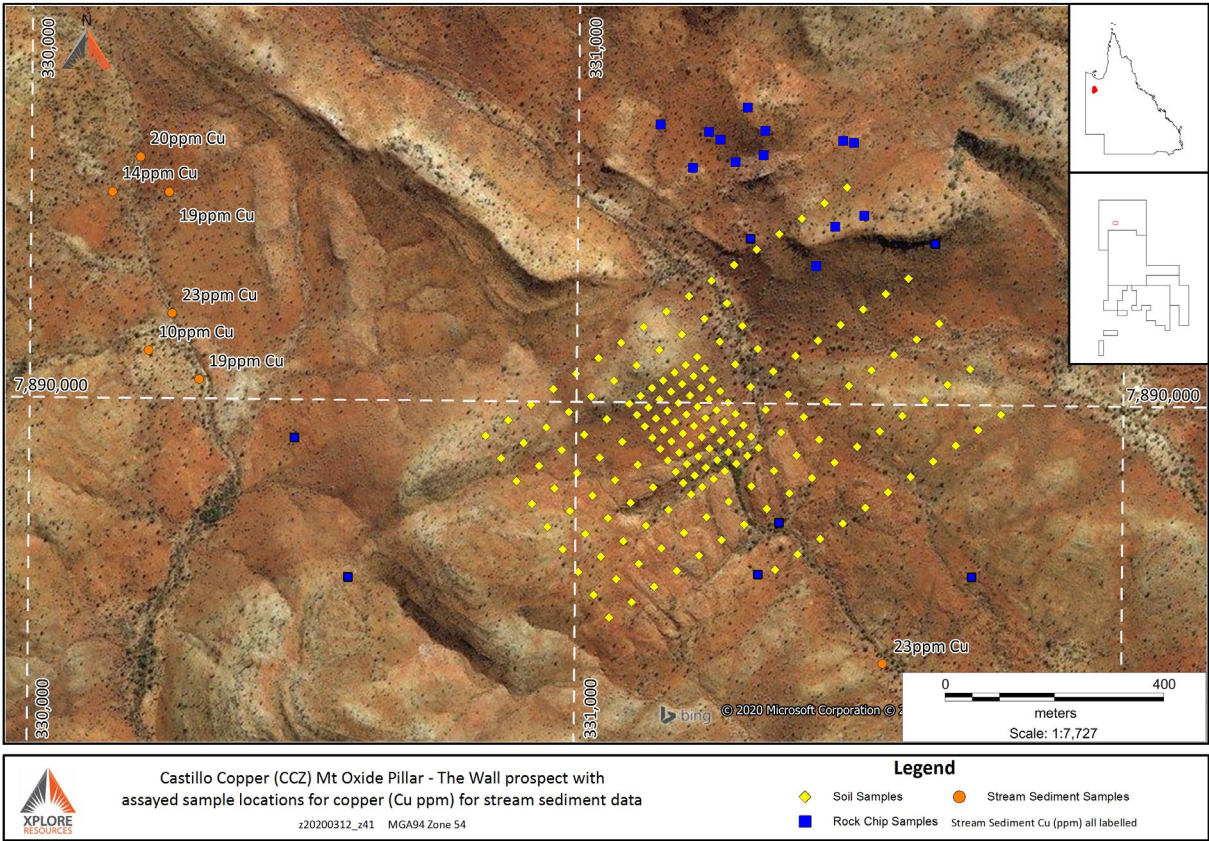 N
330,000
331,000
20ppm Cu
14ppm Cu
19ppm Cu
23ppm Cu
10ppm Cu
19ppm Cu
7,890,000
7,890,000
23ppm Cu
330,000
331,000
bing
© 2020 Microsoft Corporation ©
0 400
meters
Scale: 1:7,727
XPLORE
RESOURCES
Castillo Copper (CCZ) Mt Oxide Pillar - The Wall prospect with
assayed sample locations for copper (Cu ppm) for stream sediment data
z20200312_z41 MGA94 Zone 54
Legend
Soil Samples
Stream Sediment Samples
Rock Chip Samples
Stream Sediment Cu (ppm) all labelled